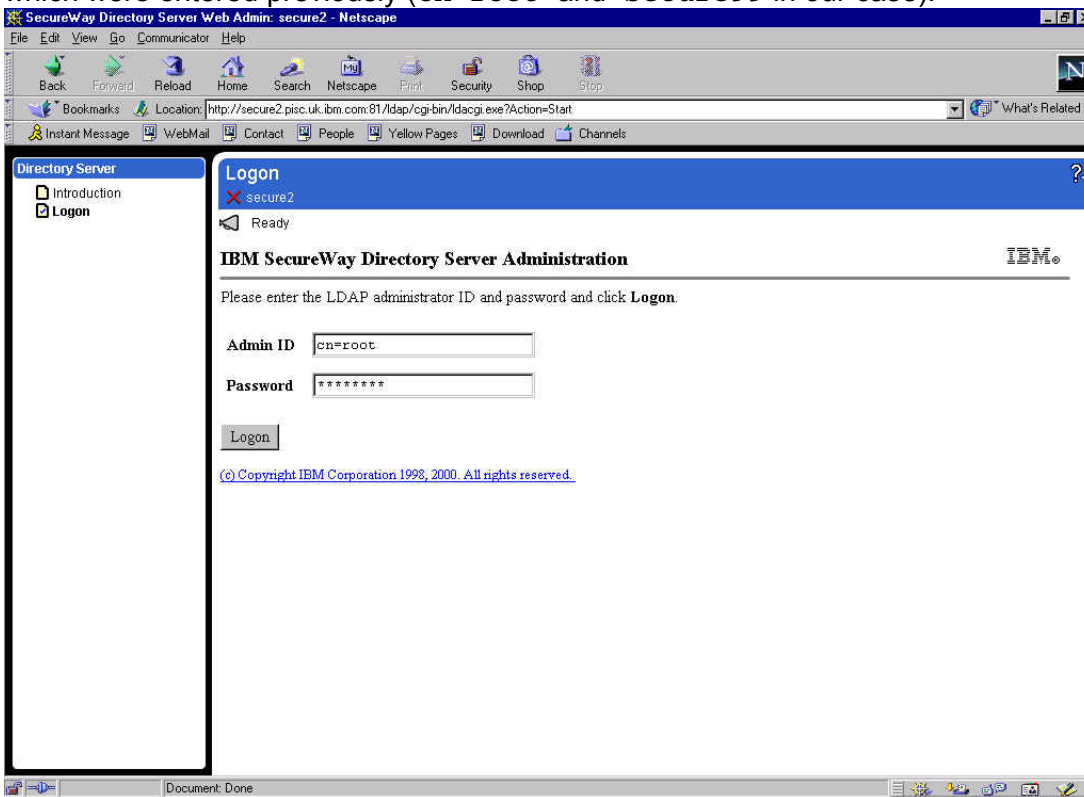 which were entered previously (cn=root and secure99 in our case).
SecureWay Directory Server Web Admin: secure2 - Netscape
File Edit View Go Communicator Help
Back Forward Reload Home Search Netscape Print Security Shop Stop
Bookmarks Location: http://secure2.pisc.uk.ibm.com:81/ldap/cgi-bin/ldacgi.exe?Action=Start What's Related
Instant Message WebMail Contact People Yellow Pages Download Channels
Directory Server
Introduction
Logon
Logon
secure2
Ready
IBM SecureWay Directory Server Administration
IBM®
Please enter the LDAP administrator ID and password and click Logon.
Admin ID cn=root
Password ********
Logon
(c) Copyright IBM Corporation 1998, 2000. All rights reserved.
Document: Done